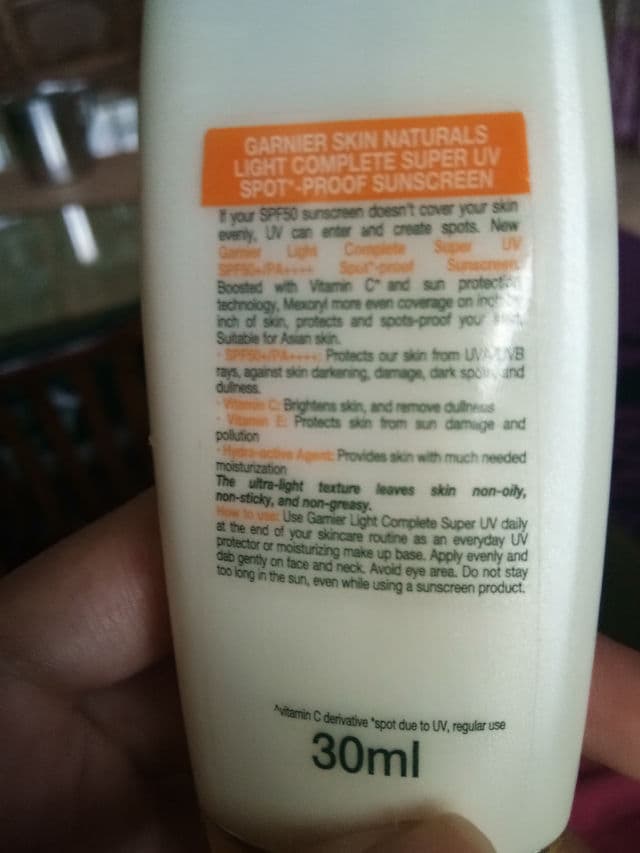 GARNIER SKIN NATURALS
LIGHT COMPLETE SUPER UV
SPOT*-PROOF SUNSCREEN
If your SPF50 sunscreen doesn't cover your skin
evenly, UV can enter and create spots. New
Garnier Light Complete Super UV
SPF50+/PA++++ Spot*-proof Sunscreen
Boosted with Vitamin C^ and sun protection
technology, Mexoryl more even coverage on inch
inch of skin, protects and spots-proof your
Suitable for Asian skin.
• SPF50+/PA++++: Protects our skin from UVA/UVB
rays, against skin darkening, damage, dark spots, and
dullness.
• Vitamin C: Brightens skin, and remove dullness
• Vitamin E: Protects skin from sun damage and
pollution
• Hydra-active Agent: Provides skin with much needed
moisturization
The ultra-light texture leaves skin non-oily,
non-sticky, and non-greasy.
How to use: Use Garnier Light Complete Super UV daily
at the end of your skincare routine as an everyday UV
protector or moisturizing make up base. Apply evenly and
dab gently on face and neck. Avoid eye area. Do not stay
too long in the sun, even while using a sunscreen product.
^vitamin C derivative *spot due to UV, regular use
30ml